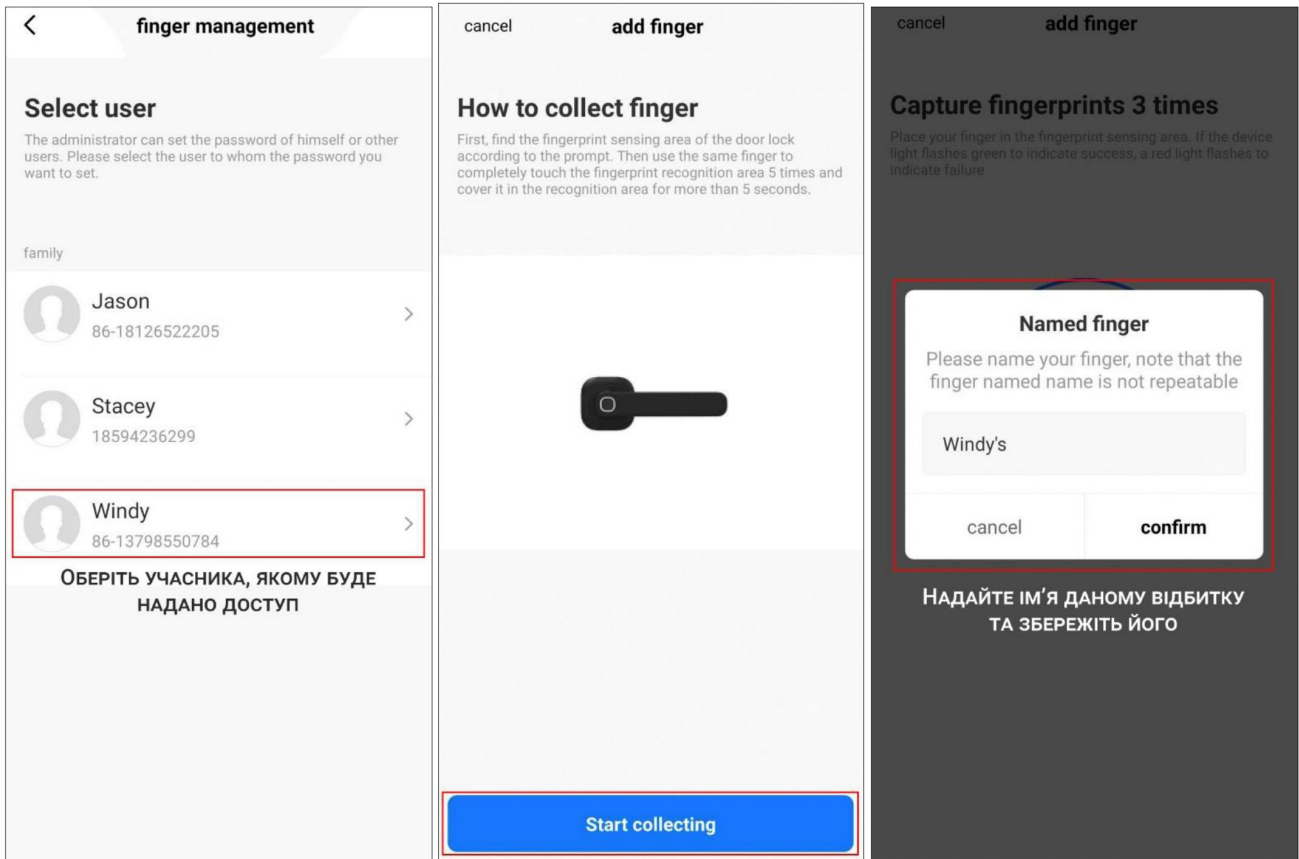 finger management
Select user
The administrator can set the password of himself or other
users. Please select the user to whom the password you
want to set.
family
Jason
86-18126522205
Stacey
18594236299
Windy
86-13798550784
ОБЕРІТЬ УЧАСНИКА, ЯКОМУ БУДЕ
НАДАНО ДОСТУП
cancel
add finger
How to collect finger
First, find the fingerprint sensing area of the door lock
according to the prompt. Then use the same finger to
completely touch the fingerprint recognition area 5 times and
cover it in the recognition area for more than 5 seconds.
Start collecting
cancel
add finger
Capture fingerprints 3 times
Place your finger in the fingerprint sensing area. If the device
light flashes green to indicate success, a red light flashes to
indicate failure
Named finger
Please name your finger, note that the
finger named name is not repeatable
Windy's
cancel
confirm
НАДАЙТЕ ІМ’Я ДАНОМУ ВІДБИТКУ
ТА ЗБЕРЕЖІТЬ ЙОГО